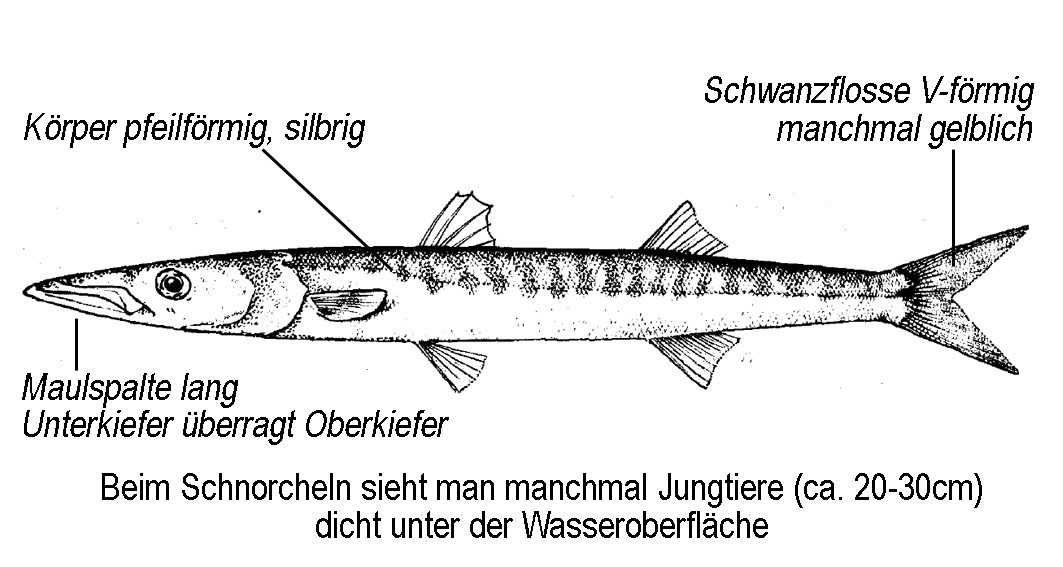 Schwanzflosse V-förmig
manchmal gelblich
Körper pfeilförmig, silbrig
Maulspalte lang
Unterkiefer überragt Oberkiefer
Beim Schnorcheln sieht man manchmal Jungtiere (ca. 20-30cm)
dicht unter der Wasseroberfläche